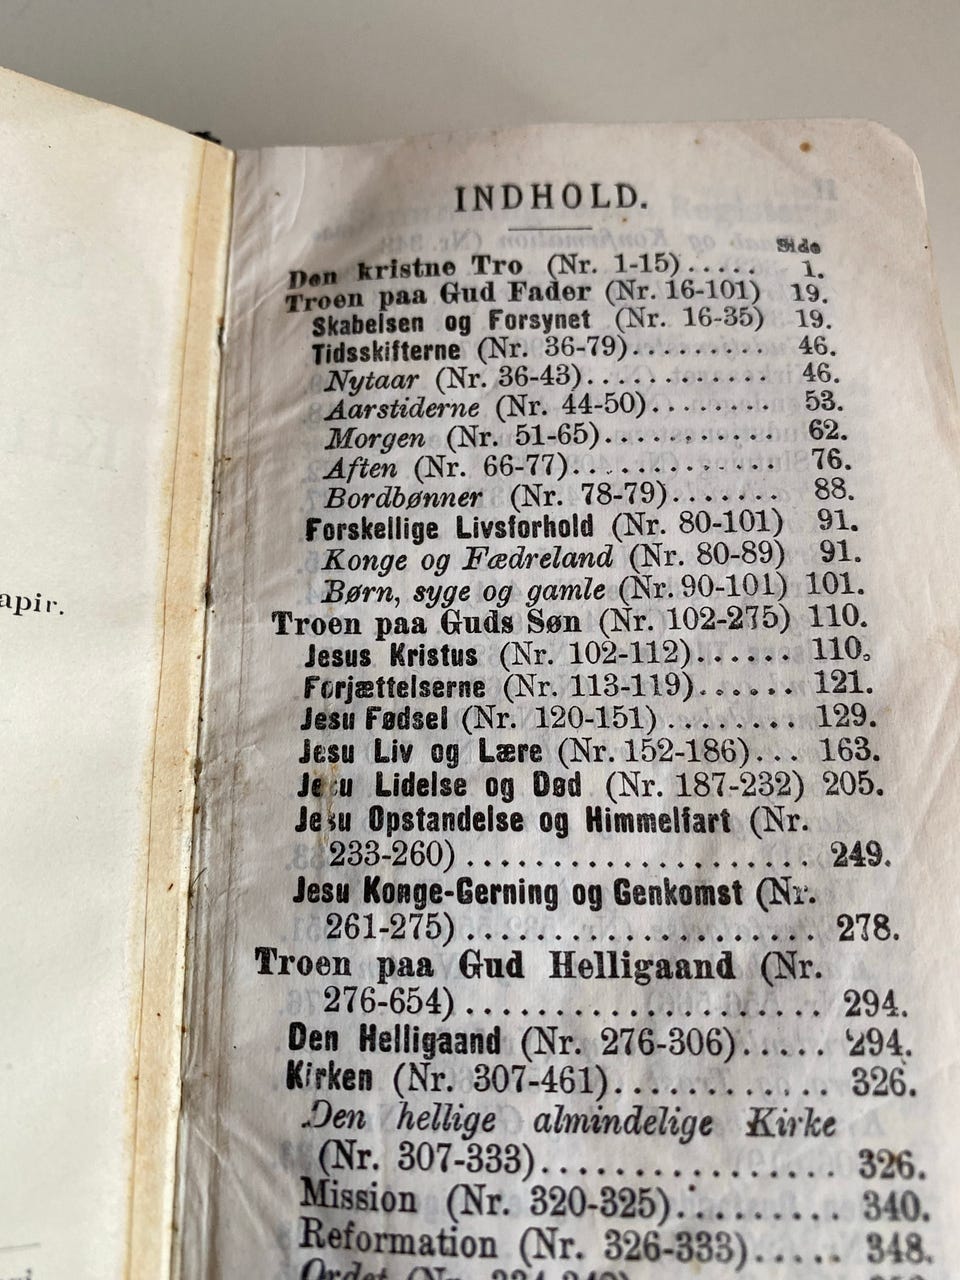 apir.
INDHOLD.
Side
Den kristne Tro (Nr. 1-15)..... 1.
Troen paa Gud Fader (Nr. 16-101) 19.
Skabelsen og Forsynet (Nr. 16-35) 19.
Tidsskifterne (Nr. 36-79)......... 46.
Nytaar (Nr. 36-43)............ 46.
Aarstiderne (Nr. 44-50)........ 53.
Morgen (Nr. 51-65)........... 62.
Aften (Nr. 66-77)............. 76.
Bordbønner (Nr. 78-79)....... 88.
Forskellige Livsforhold (Nr. 80-101) 91.
Konge og Fædreland (Nr. 80-89) 91.
Børn, syge og gamle (Nr. 90-101) 101.
Troen paa Guds Søn (Nr. 102-275) 110.
Jesus Kristus (Nr. 102-112)...... 110.
Forjættelserne (Nr. 113-119)...... 121.
Jesu Fødsel (Nr. 120-151) ........ 129.
Jesu Liv og Lære (Nr. 152-186)... 163.
Jesu Lidelse og Død (Nr. 187-232) 205.
Jesu Opstandelse og Himmelfart (Nr.
233-260) ..................... 249.
Jesu Konge-Gerning og Genkomst (Nr.
261-275) ..................... 278.
Troen paa Gud Helligaand (Nr.
276-654) .................... 294.
Den Helligaand (Nr. 276-306)..... 294.
Kirken (Nr. 307-461)............ 326.
Den hellige almindelige Kirke
(Nr. 307-333)................ 326.
Mission (Nr. 320-325).......... 340.
Reformation (Nr. 326-333)..... 348.
Ordet (Nr.